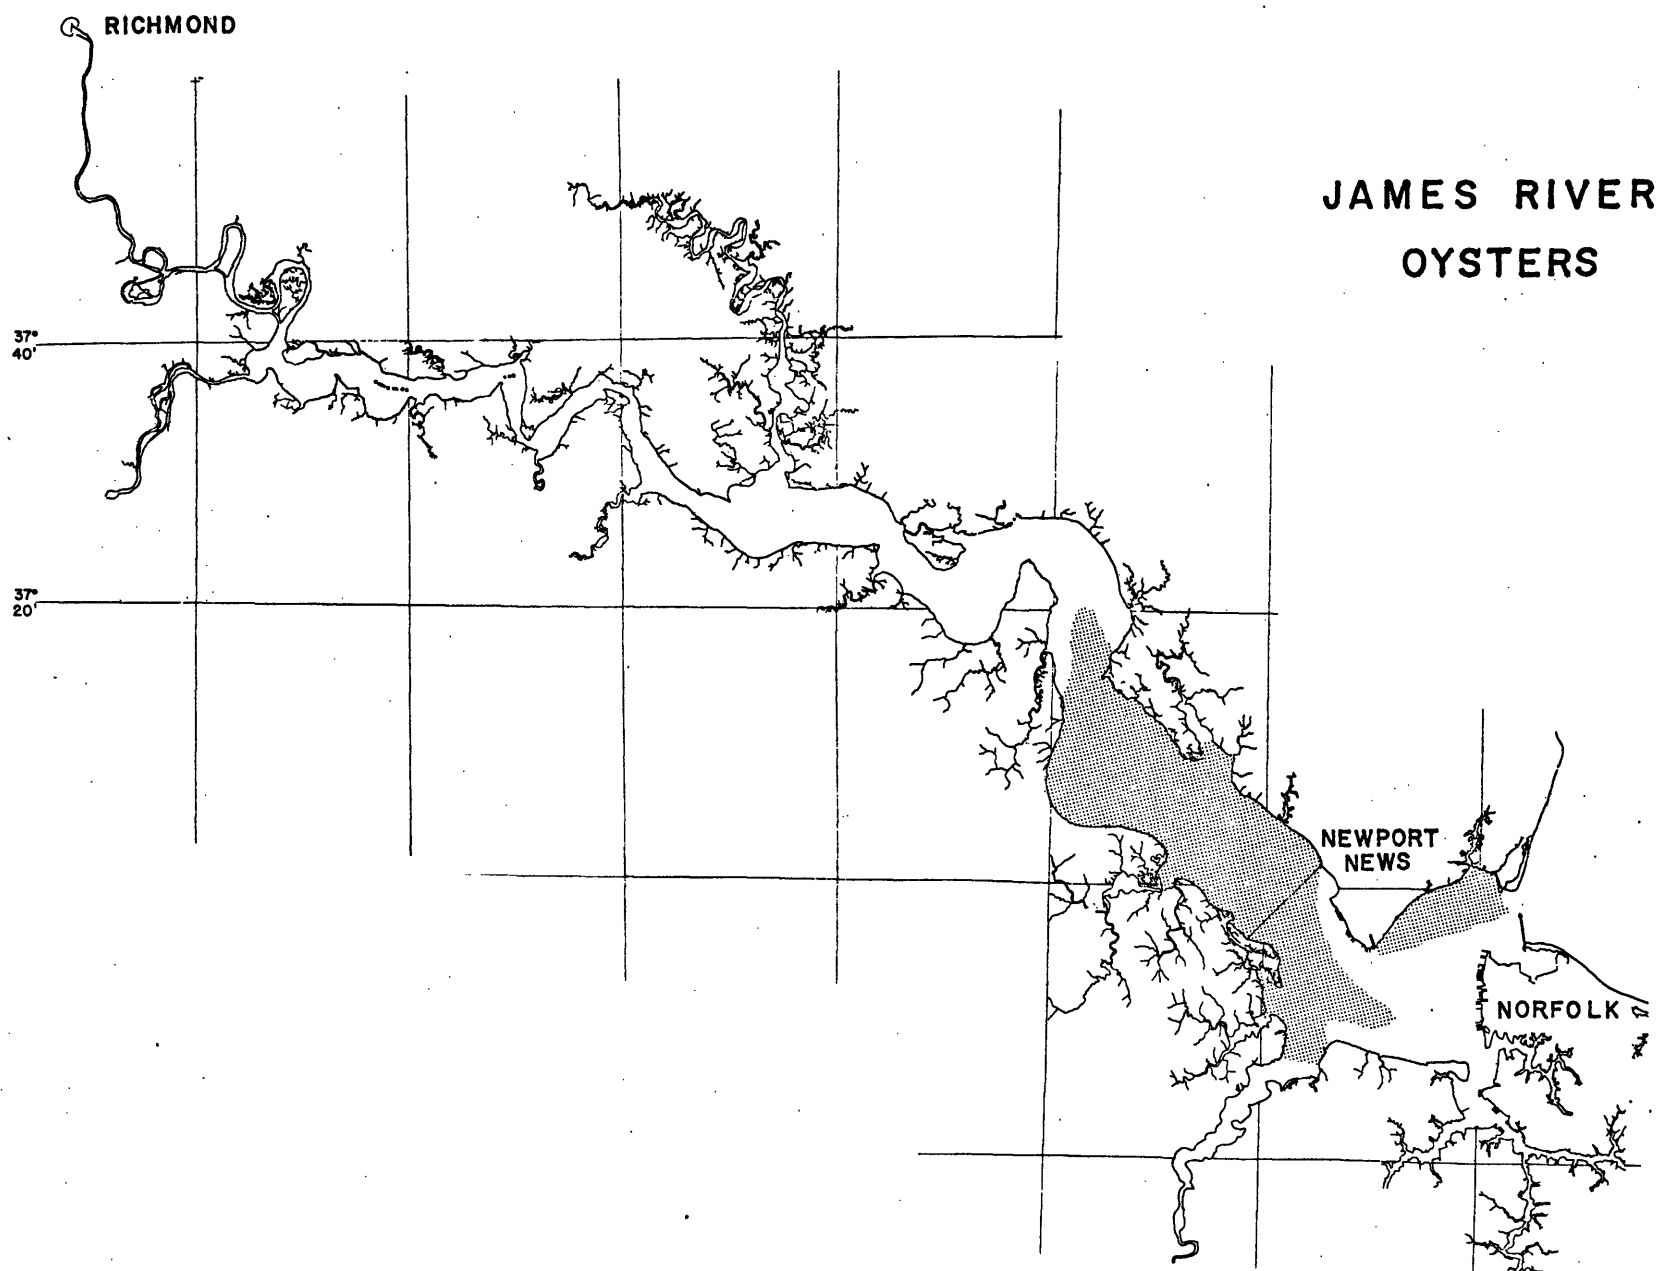 RICHMOND
JAMES RIVER
OYSTERS
37°
40'
37°
20'
NEWPORT
NEWS
NORFOLK